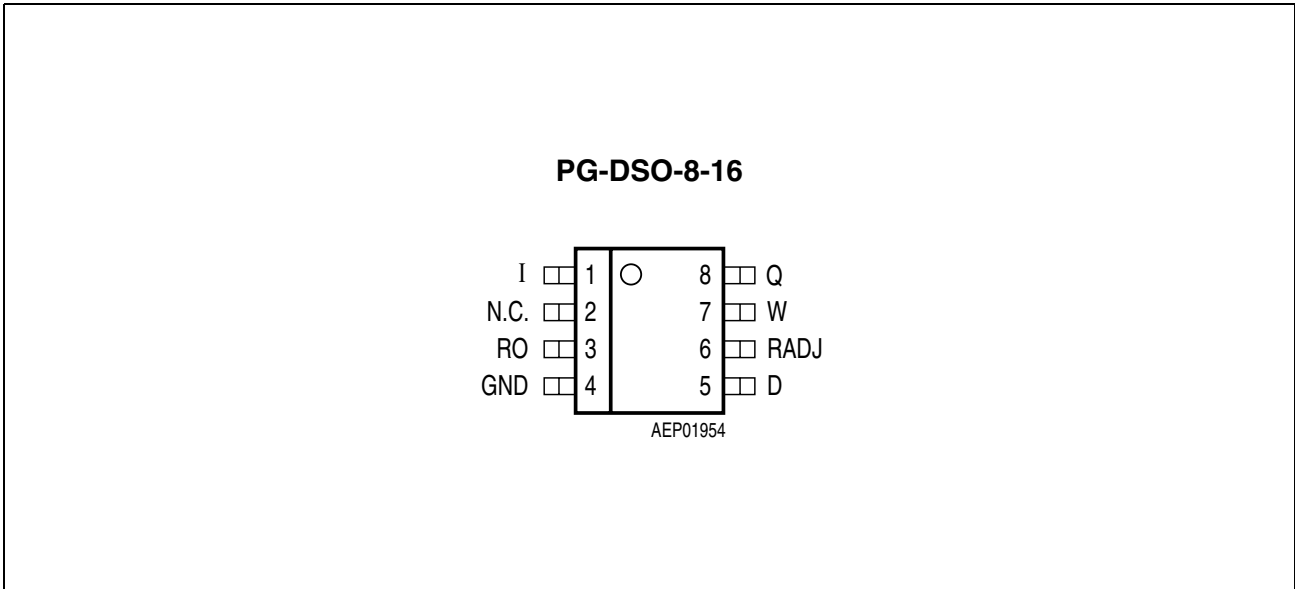 PG-DSO-8-16
I 1 8 Q
N.C. 2 7 W
RO 3 6 RADJ
GND 4 5 D
AEP01954